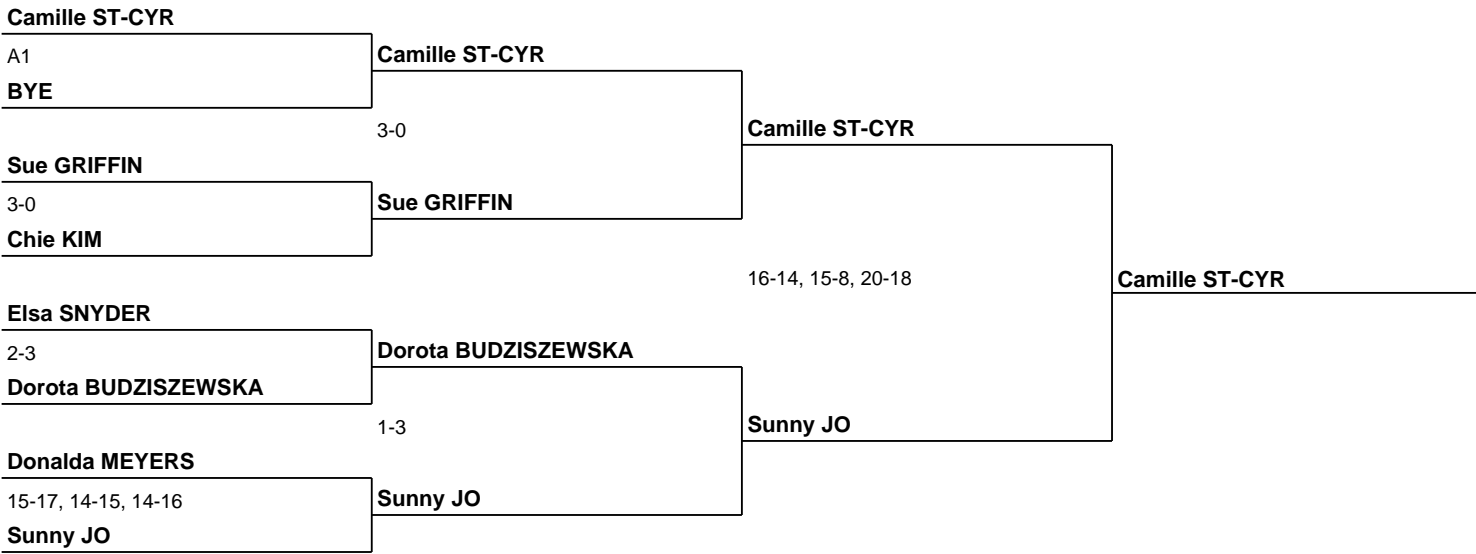 Camille ST-CYR
A1
BYE
Camille ST-CYR
3-0
Sue GRIFFIN
3-0
Chie KIM
Sue GRIFFIN
Camille ST-CYR
16-14, 15-8, 20-18
Camille ST-CYR
Elsa SNYDER
2-3
Dorota BUDZISZEWSKA
Dorota BUDZISZEWSKA
1-3
Sunny JO
Donalda MEYERS
15-17, 14-15, 14-16
Sunny JO
Sunny JO